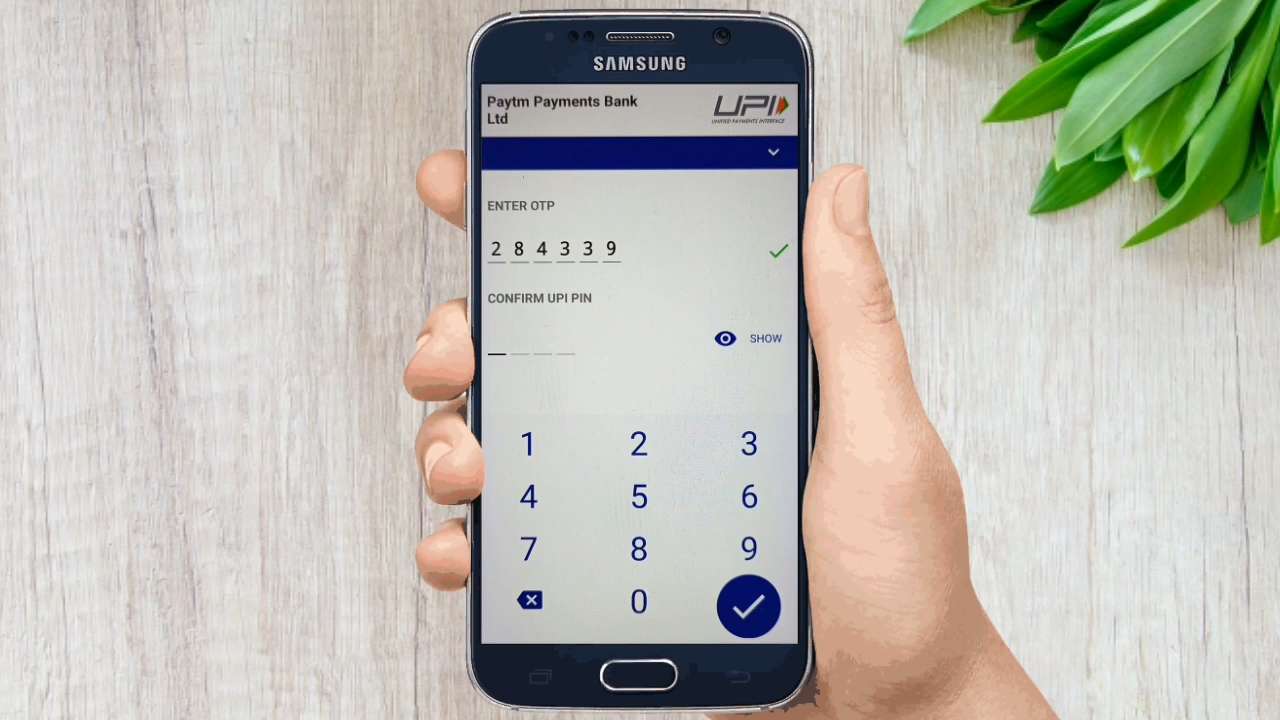 SAMSUNG
Paytm Payments Bank
Ltd
UPI
UNIFIED PAYMENTS INTERFACE
ENTER OTP
2 8 4 3 3 9
CONFIRM UPI PIN
SHOW
1 2 3
4 5 6
7 8 9
0